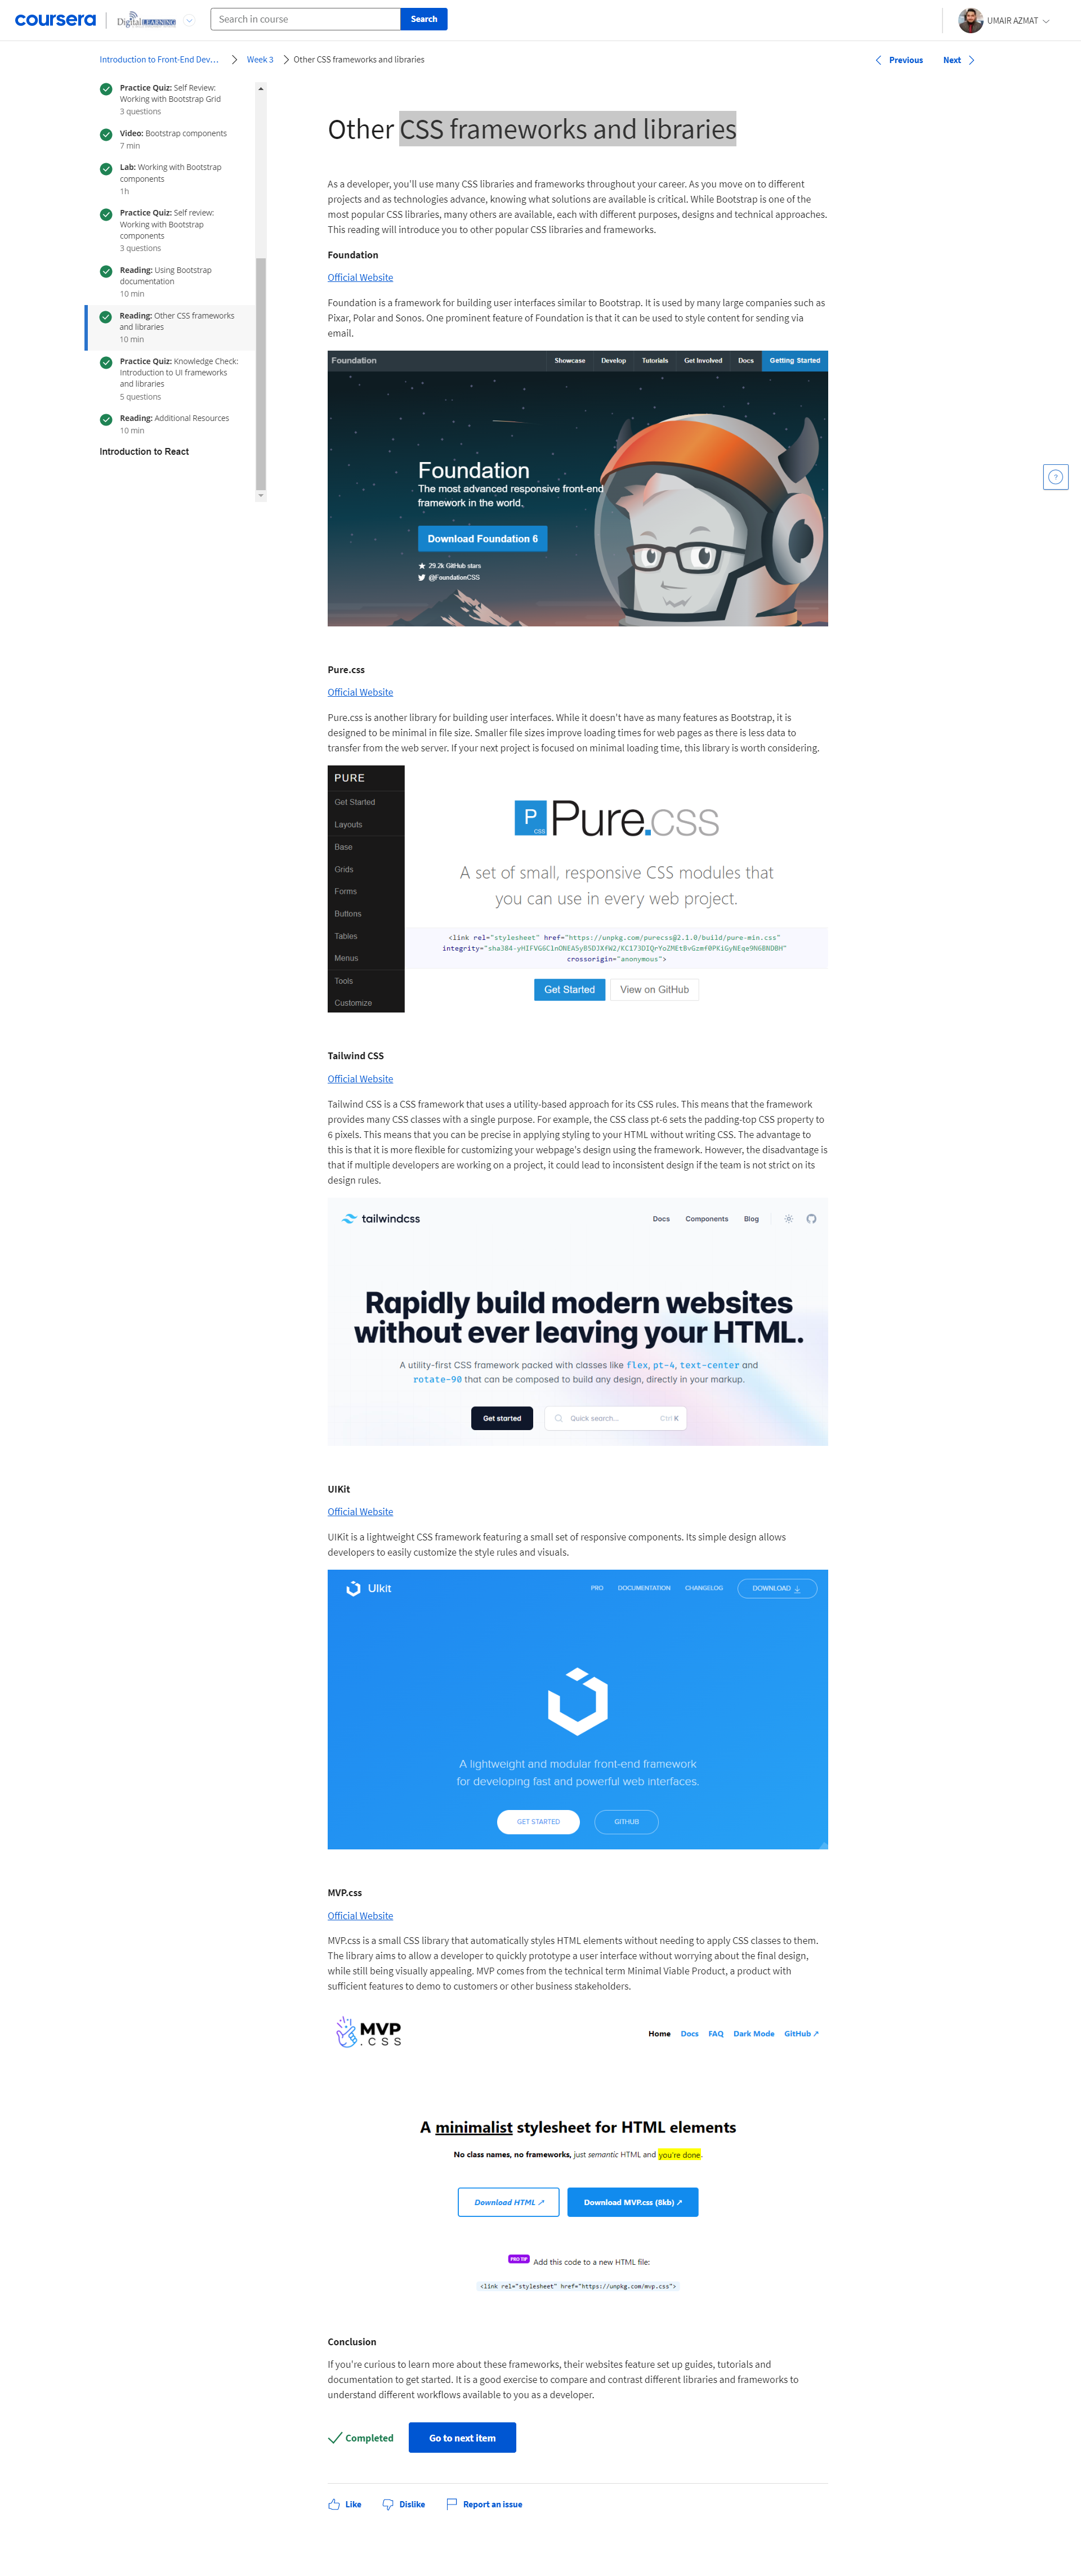 coursera
Digital LEARNING
Search in course
Search
UMAIR AZMAT
Introduction to Front-End Dev…
Week 3
Other CSS frameworks and libraries
Previous
Next
Practice Quiz: Self Review:
Working with Bootstrap Grid
3 questions
Video: Bootstrap components
7 min
Lab: Working with Bootstrap
components
1h
Practice Quiz: Self review:
Working with Bootstrap
components
3 questions
Reading: Using Bootstrap
documentation
10 min
Reading: Other CSS frameworks
and libraries
10 min
Practice Quiz: Knowledge Check:
Introduction to UI frameworks
and libraries
5 questions
Reading: Additional Resources
10 min
Introduction to React
Other CSS frameworks and libraries
As a developer, you'll use many CSS libraries and frameworks throughout your career. As you move on to different
projects and as technologies advance, knowing what solutions are available is critical. While Bootstrap is one of the
most popular CSS libraries, many others are available, each with different purposes, designs and technical approaches.
This reading will introduce you to other popular CSS libraries and frameworks.
Foundation
Official Website
Foundation is a framework for building user interfaces similar to Bootstrap. It is used by many large companies such as
Pixar, Polar and Sonos. One prominent feature of Foundation is that it can be used to style content for sending via
email.
Foundation
Showcase
Develop
Tutorials
Get Involved
Docs
Getting Started
Foundation
The most advanced responsive front-end
framework in the world.
Download Foundation 6
29.2k GitHub stars
@FoundationCSS
Pure.css
Official Website
Pure.css is another library for building user interfaces. While it doesn't have as many features as Bootstrap, it is
designed to be minimal in file size. Smaller file sizes improve loading times for web pages as there is less data to
transfer from the web server. If your next project is focused on minimal loading time, this library is worth considering.
PURE
Get Started
Layouts
Base
Grids
Forms
Buttons
Tables
Menus
Tools
Customize
P
CSS
Pure.css
A set of small, responsive CSS modules that
you can use in every web project.
<link rel="stylesheet" href="https://unpkg.com/purecss@2.1.0/build/pure-min.css"
crossorigin="anonymous">
Get Started
View on GitHub
Tailwind CSS
Official Website
Tailwind CSS is a CSS framework that uses a utility-based approach for its CSS rules. This means that the framework
provides many CSS classes with a single purpose. For example, the CSS class pt-6 sets the padding-top CSS property to
6 pixels. This means that you can be precise in applying styling to your HTML without writing CSS. The advantage to
this is that it is more flexible for customizing your webpage's design using the framework. However, the disadvantage is
that if multiple developers are working on a project, it could lead to inconsistent design if the team is not strict on its
design rules.
tailwindcss
Docs
Components
Blog
Rapidly build modern websites
without ever leaving your HTML.
A utility-first CSS framework packed with classes like flex, pt-4, text-center and
rotate-90 that can be composed to build any design, directly in your markup.
Get started
Quick search...
Ctrl K
UIKit
Official Website
UIKit is a lightweight CSS framework featuring a small set of responsive components. Its simple design allows
developers to easily customize the style rules and visuals.
UIkit
PRO
DOCUMENTATION
CHANGELOG
DOWNLOAD
A lightweight and modular front-end framework
for developing fast and powerful web interfaces.
GET STARTED
GITHUB
MVP.css
Official Website
MVP.css is a small CSS library that automatically styles HTML elements without needing to apply CSS classes to them.
The library aims to allow a developer to quickly prototype a user interface without worrying about the final design,
while still being visually appealing. MVP comes from the technical term Minimal Viable Product, a product with
sufficient features to demo to customers or other business stakeholders.
MVP
.CSS
Home
Docs
FAQ
Dark Mode
GitHub ↗
A minimalist stylesheet for HTML elements
No class names, no frameworks, just semantic HTML and you're done.
Download HTML ↗
Download MVP.css (8kb) ↗
PRO TIP Add this code to a new HTML file:
<link rel="stylesheet" href="https://unpkg.com/mvp.css">
Conclusion
If you're curious to learn more about these frameworks, their websites feature set up guides, tutorials and
documentation to get started. It is a good exercise to compare and contrast different libraries and frameworks to
understand different workflows available to you as a developer.
Completed
Go to next item
Like
Dislike
Report an issue